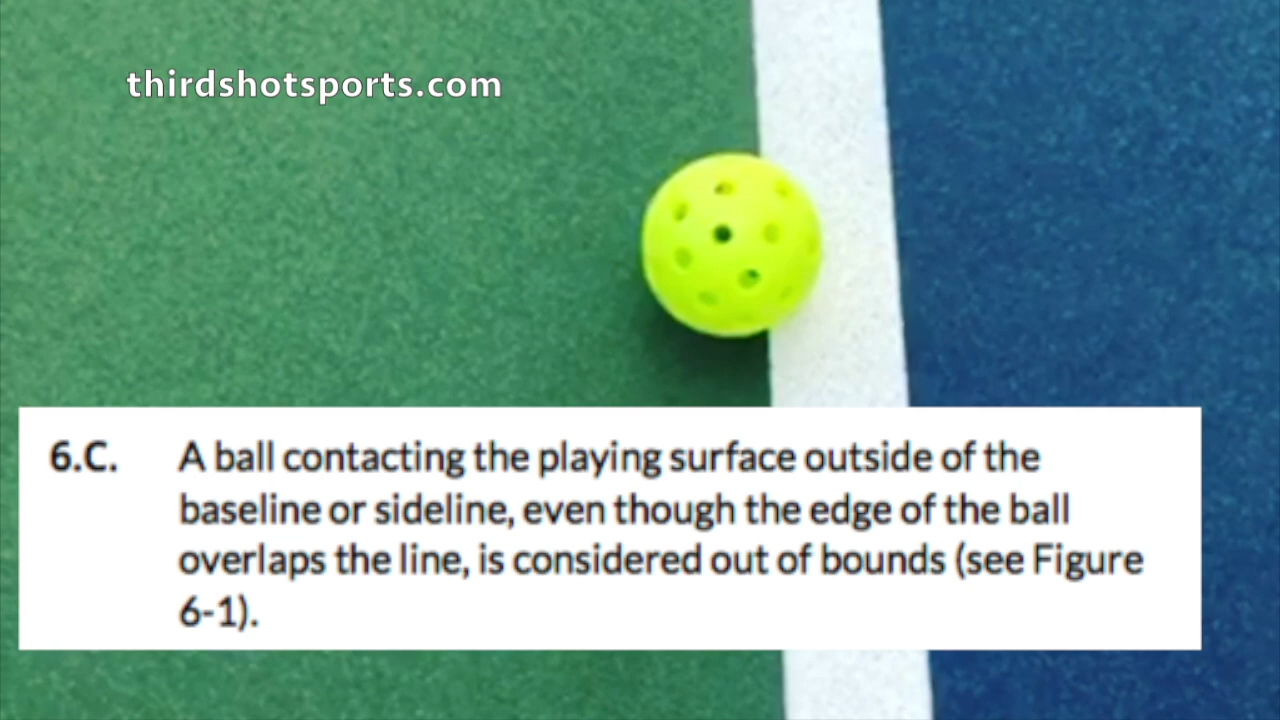 thirdshotsports.com
6.C. A ball contacting the playing surface outside of the
baseline or sideline, even though the edge of the ball
overlaps the line, is considered out of bounds (see Figure
6-1).